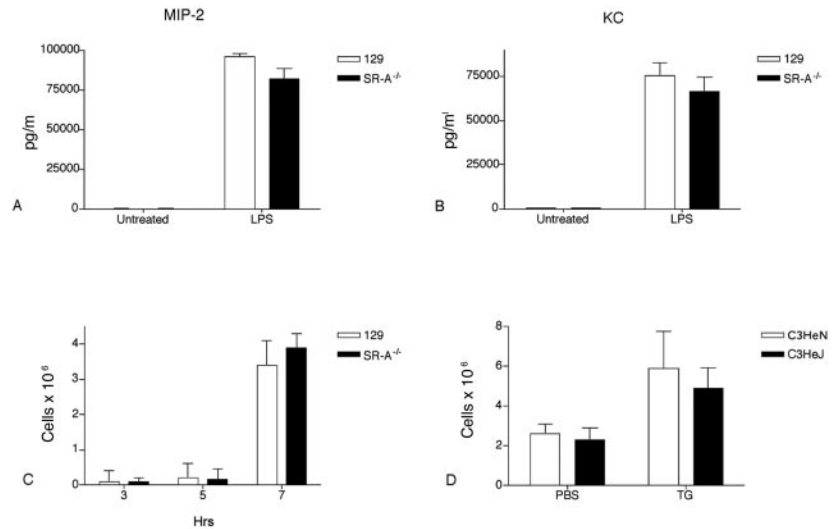 MIP-2
100000
75000
50000
25000
0
pg/m
129
SR-A-/-
Untreated
LPS
A
KC
75000
50000
25000
0
pg/ml
129
SR-A-/-
Untreated
LPS
B
4
3
2
1
0
Cells x 10⁶
129
SR-A-/-
3
5
7
Hrs
C
8
6
4
2
0
Cells x 10⁶
C3HeN
C3HeJ
PBS
TG
D